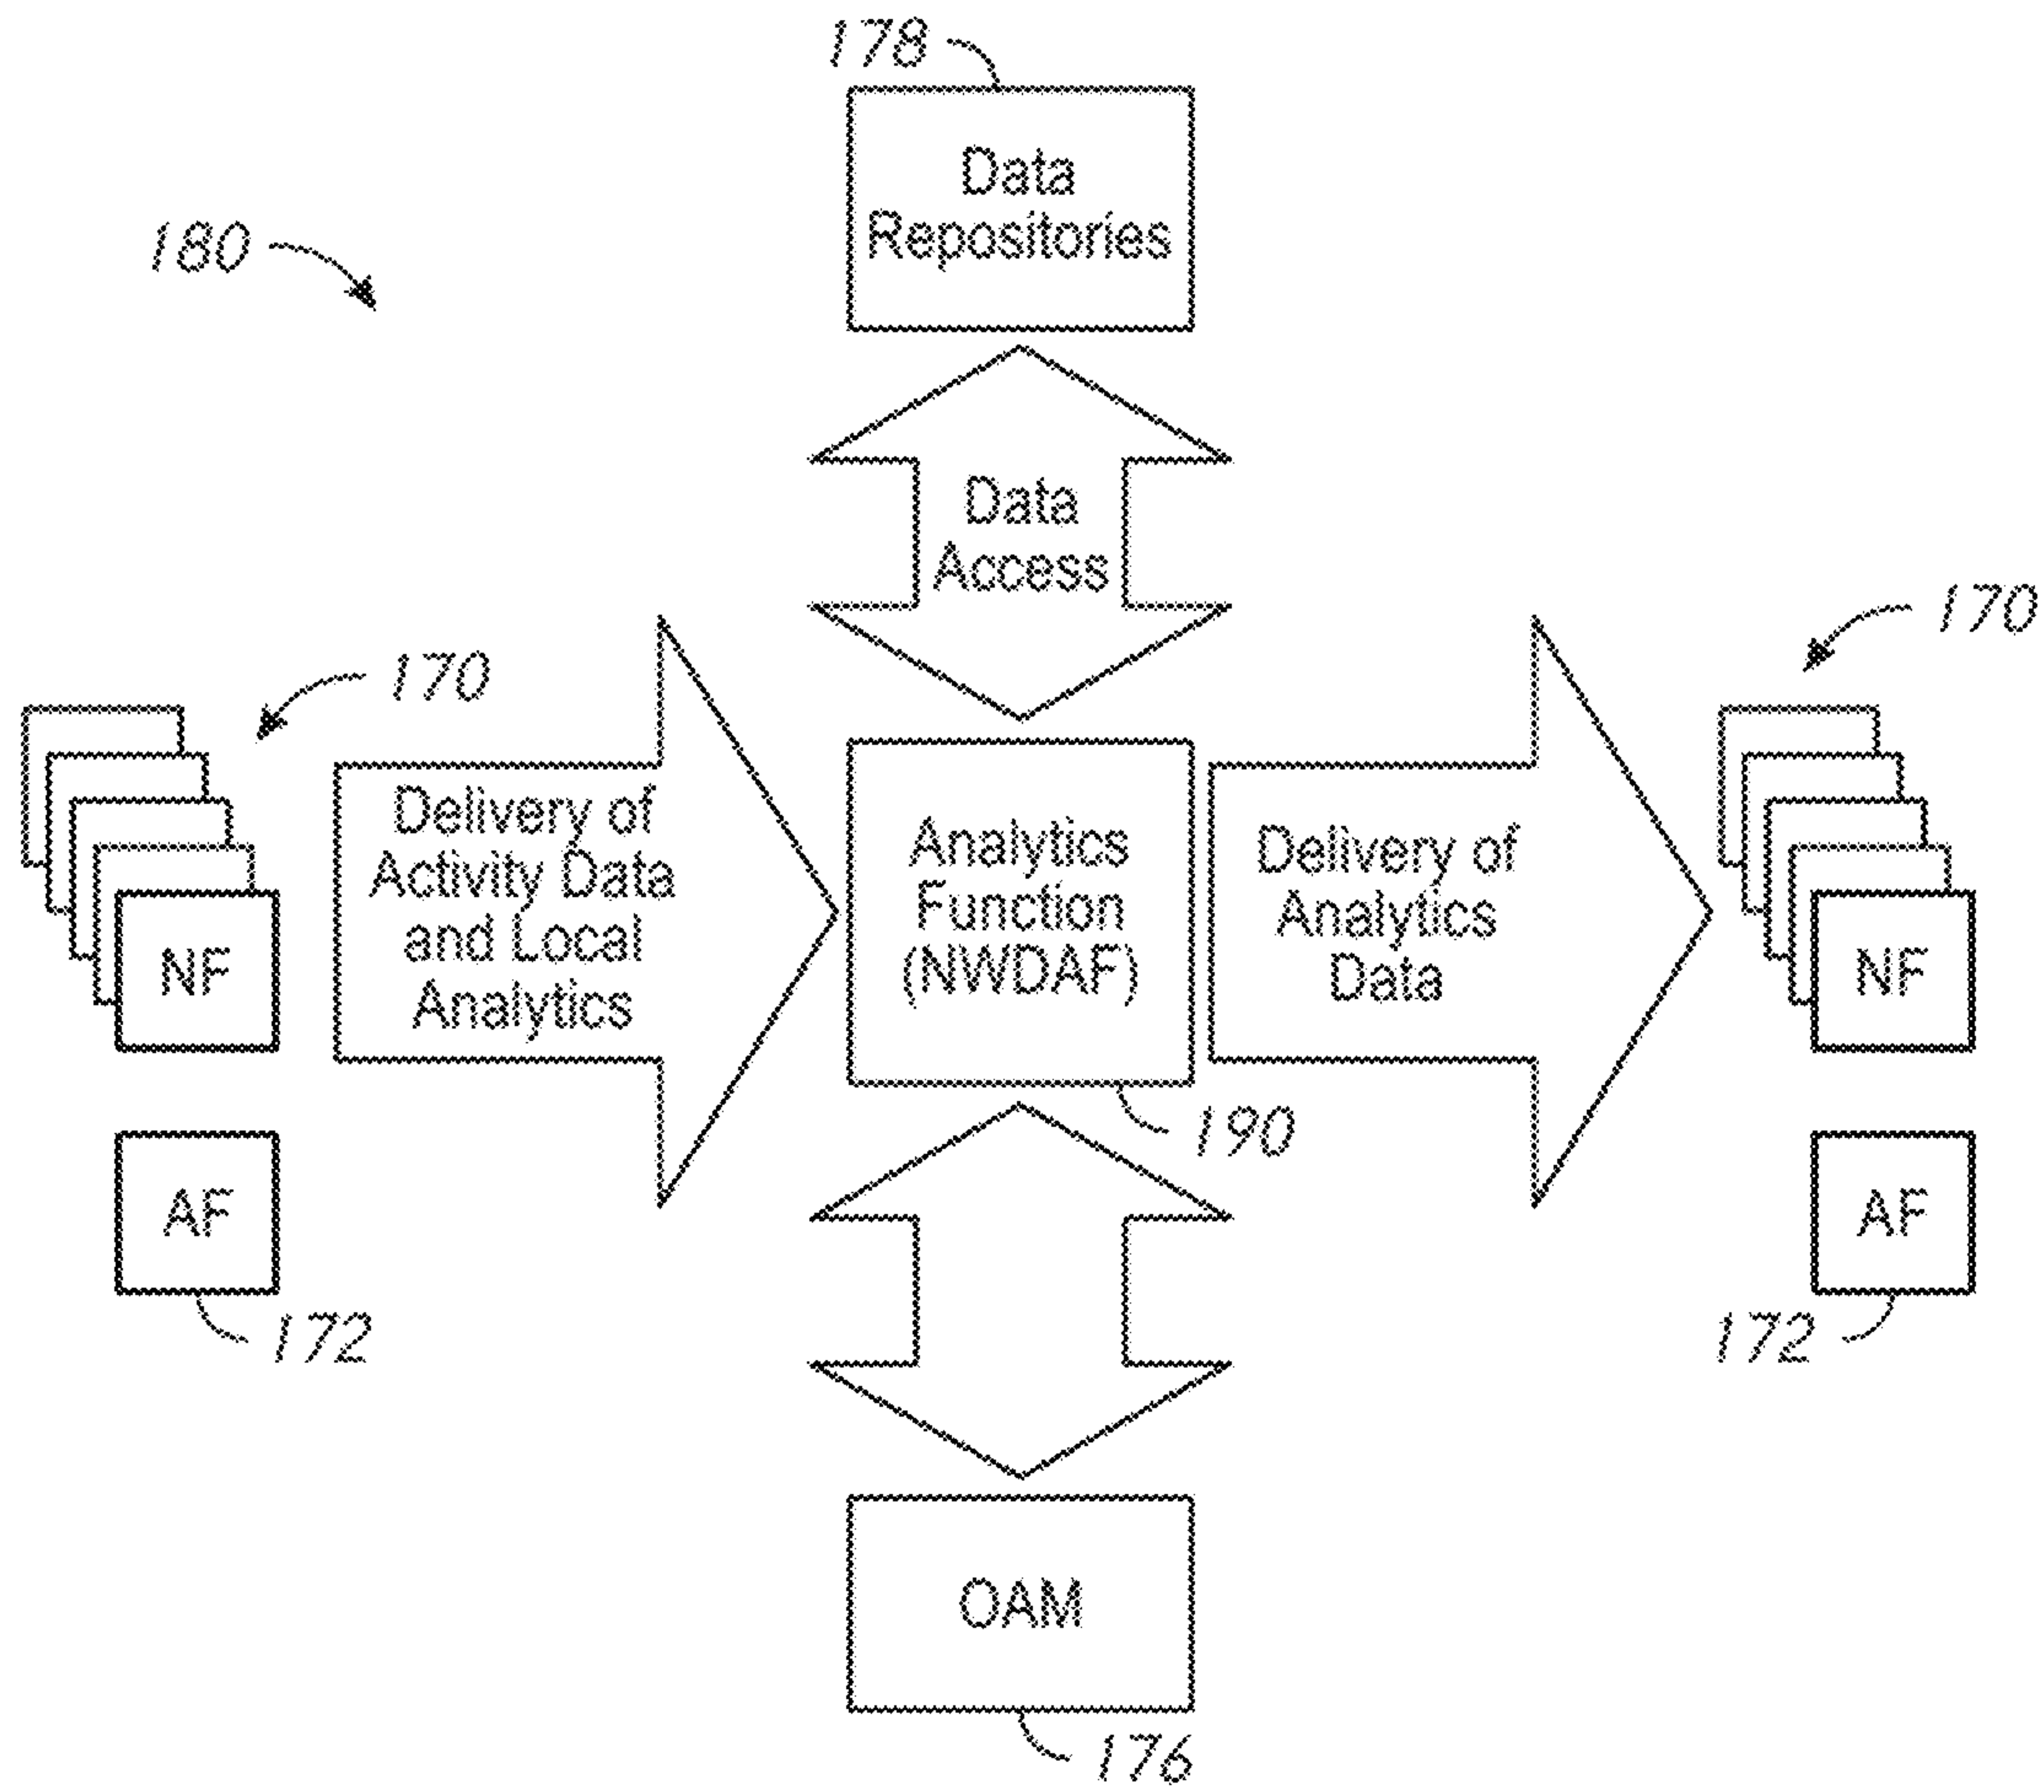 178
Data
Repositories
180
Data
Access
170
170
Delivery of
Activity Data
and Local
Analytics
Analytics
Function
(NWDAF)
Delivery of
Analytics
Data
NF
NF
190
AF
AF
172
172
OAM
176